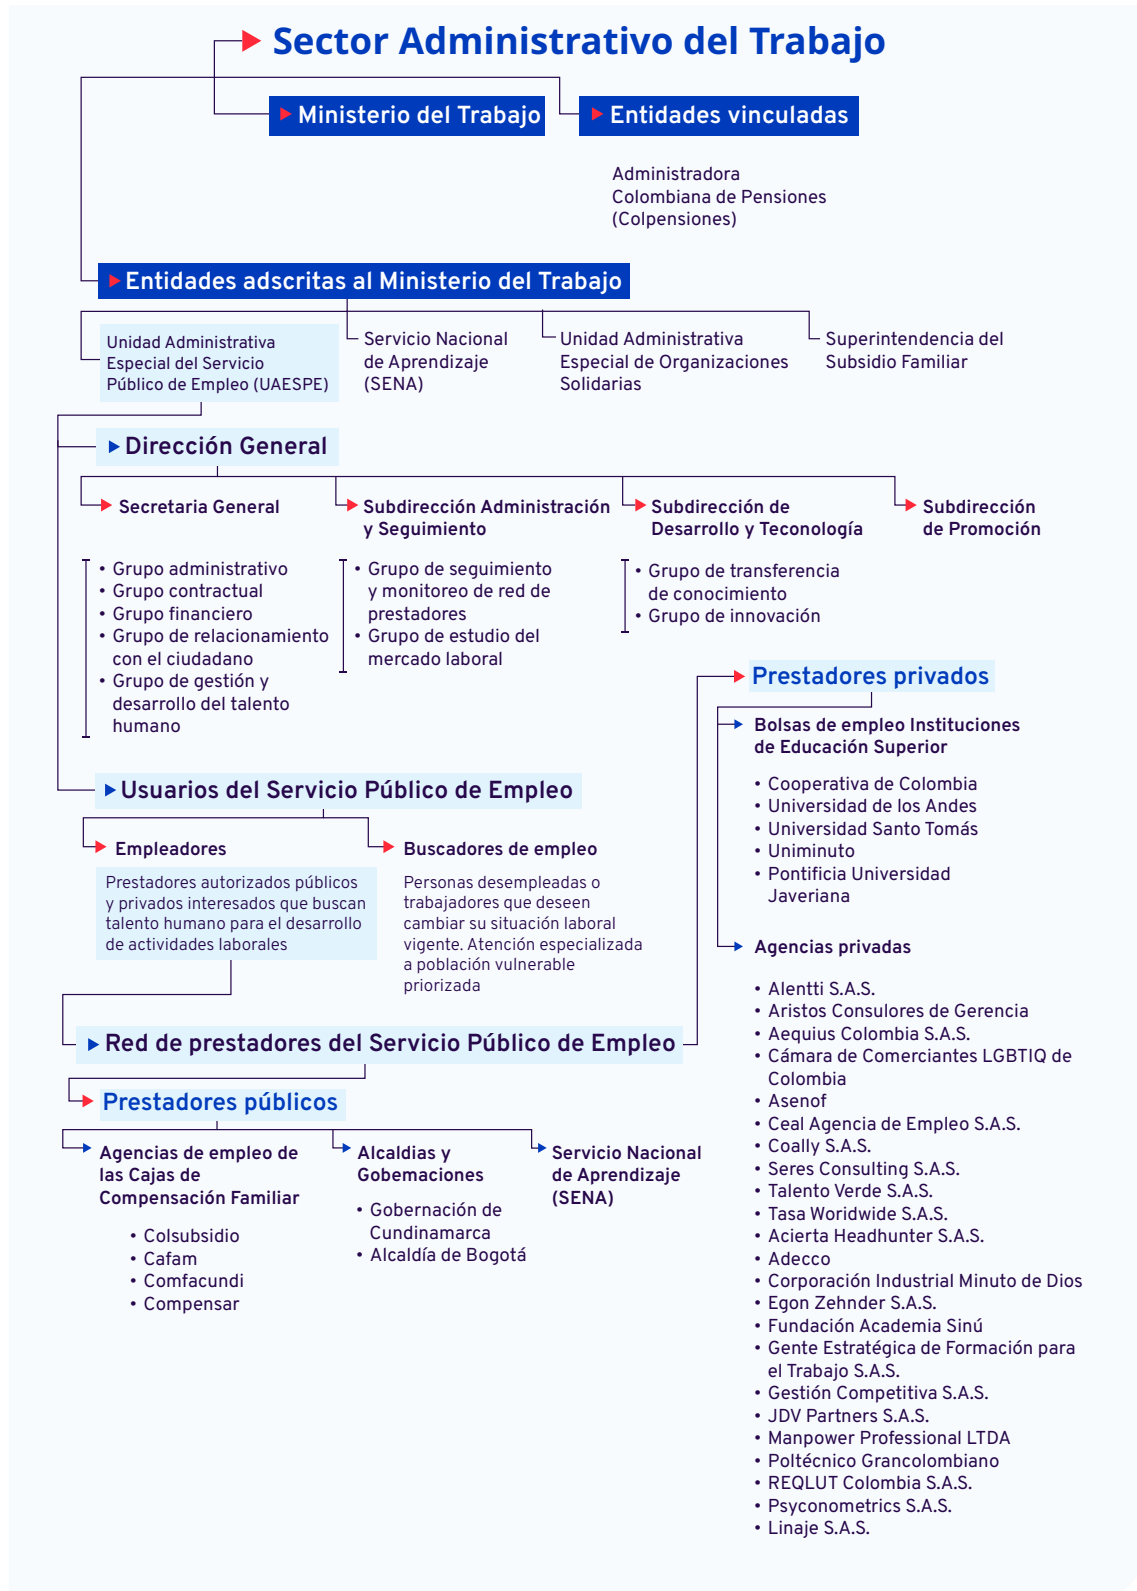 Sector Administrativo del Trabajo
Ministerio del Trabajo
Entidades vinculadas
Administradora
Colombiana de Pensiones
(Colpensiones)
Entidades adscritas al Ministerio del Trabajo
Unidad Administrativa
Especial del Servicio
Público de Empleo (UAESPE)
Servicio Nacional
de Aprendizaje
(SENA)
Unidad Administrativa
Especial de Organizaciones
Solidarias
Superintendencia del
Subsidio Familiar
Dirección General
Secretaria General
• Grupo administrativo
• Grupo contractual
• Grupo financiero
• Grupo de relacionamiento
con el ciudadano
• Grupo de gestión y
desarrollo del talento
humano
Subdirección Administración
y Seguimiento
• Grupo de seguimiento
y monitoreo de red de
prestadores
• Grupo de estudio del
mercado laboral
Subdirección de
Desarrollo y Teconología
• Grupo de transferencia
de conocimiento
• Grupo de innovación
Subdirección
de Promoción
Usuarios del Servicio Público de Empleo
Empleadores
Prestadores autorizados públicos
y privados interesados que buscan
talento humano para el desarrollo
de actividades laborales
Buscadores de empleo
Personas desempleadas o
trabajadores que deseen
cambiar su situación laboral
vigente. Atención especializada
a población vulnerable
priorizada
Red de prestadores del Servicio Público de Empleo
Prestadores públicos
Agencias de empleo de
las Cajas de
Compensación Familiar
• Colsubsidio
• Cafam
• Comfacundi
• Compensar
Alcaldias y
Gobemaciones
• Gobernación de
Cundinamarca
• Alcaldía de Bogotá
Servicio Nacional
de Aprendizaje
(SENA)
Prestadores privados
Bolsas de empleo Instituciones
de Educación Superior
• Cooperativa de Colombia
• Universidad de los Andes
• Universidad Santo Tomás
• Uniminuto
• Pontificia Universidad
Javeriana
Agencias privadas
• Alentti S.A.S.
• Aristos Consulores de Gerencia
• Aequius Colombia S.A.S.
• Cámara de Comerciantes LGBTIQ de
Colombia
• Asenof
• Ceal Agencia de Empleo S.A.S.
• Coally S.A.S.
• Seres Consulting S.A.S.
• Talento Verde S.A.S.
• Tasa Woridwide S.A.S.
• Acierta Headhunter S.A.S.
• Adecco
• Corporación Industrial Minuto de Dios
• Egon Zehnder S.A.S.
• Fundación Academia Sinú
• Gente Estratégica de Formación para
el Trabajo S.A.S.
• Gestión Competitiva S.A.S.
• JDV Partners S.A.S.
• Manpower Professional LTDA
• Poltécnico Grancolombiano
• REQLUT Colombia S.A.S.
• Psyconometrics S.A.S.
• Linaje S.A.S.